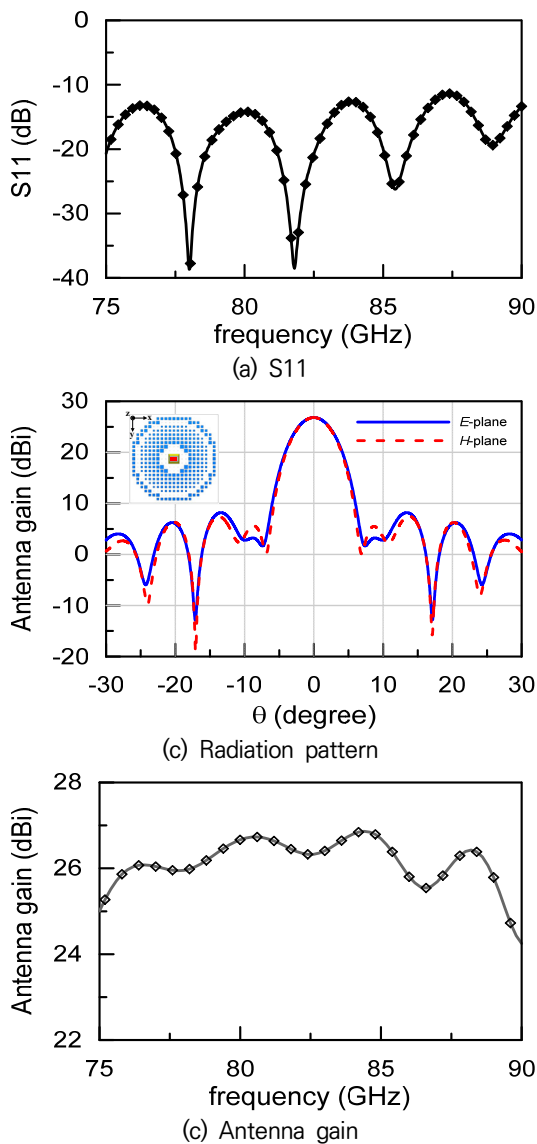 0
-10
-20
-30
-40
S11 (dB)
75 80 85 90
frequency (GHz)
(a) S11
30
20
10
0
-10
-20
Antenna gain (dBi)
z x
y
E-plane
H-plane
-30 -20 -10 0 10 20 30
θ (degree)
(c) Radiation pattern
28
26
24
22
Antenna gain (dBi)
75 80 85 90
frequency (GHz)
(c) Antenna gain